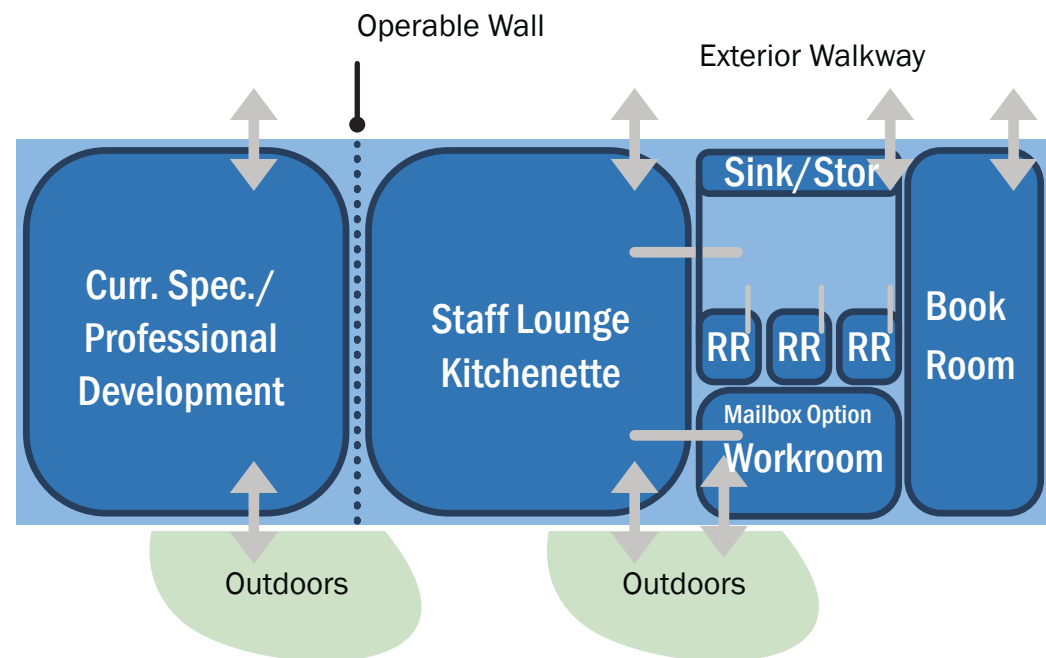 Operable Wall
Exterior Walkway
Sink/Stor
Curr. Spec./
Professional
Development
Staff Lounge
Kitchenette
RR
RR
RR
Book
Room
Mailbox Option
Workroom
Outdoors
Outdoors